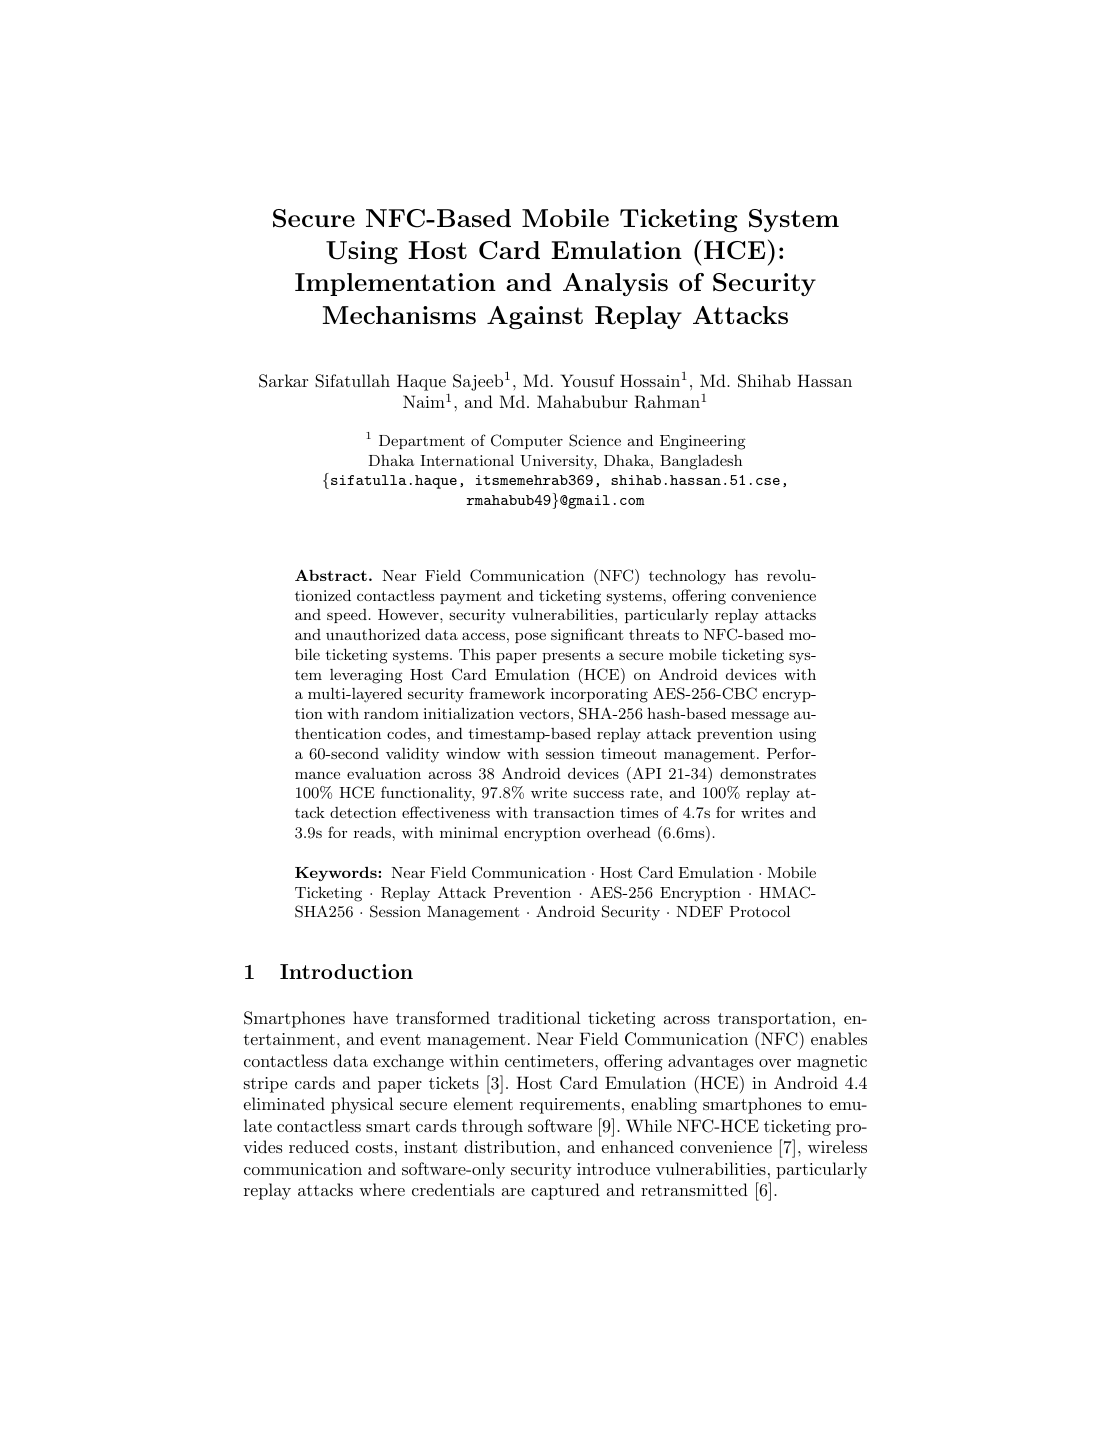 Secure NFC-Based Mobile Ticketing System
Using Host Card Emulation (HCE):
Implementation and Analysis of Security
Mechanisms Against Replay Attacks
Sarkar Sifatullah Haque Sajeeb¹, Md. Yousuf Hossain¹, Md. Shihab Hassan
Naim¹, and Md. Mahabubur Rahman¹
¹ Department of Computer Science and Engineering
Dhaka International University, Dhaka, Bangladesh
{sifatulla.haque, itsmemehrab369, shihab.hassan.51.cse,
rmahabub49}@gmail.com
Abstract. Near Field Communication (NFC) technology has revolu-
tionized contactless payment and ticketing systems, offering convenience
and speed. However, security vulnerabilities, particularly replay attacks
and unauthorized data access, pose significant threats to NFC-based mo-
bile ticketing systems. This paper presents a secure mobile ticketing sys-
tem leveraging Host Card Emulation (HCE) on Android devices with
a multi-layered security framework incorporating AES-256-CBC encryp-
tion with random initialization vectors, SHA-256 hash-based message au-
thentication codes, and timestamp-based replay attack prevention using
a 60-second validity window with session timeout management. Perfor-
mance evaluation across 38 Android devices (API 21-34) demonstrates
100% HCE functionality, 97.8% write success rate, and 100% replay at-
tack detection effectiveness with transaction times of 4.7s for writes and
3.9s for reads, with minimal encryption overhead (6.6ms).
Keywords: Near Field Communication · Host Card Emulation · Mobile
Ticketing · Replay Attack Prevention · AES-256 Encryption · HMAC-
SHA256 · Session Management · Android Security · NDEF Protocol
1 Introduction
Smartphones have transformed traditional ticketing across transportation, en-
tertainment, and event management. Near Field Communication (NFC) enables
contactless data exchange within centimeters, offering advantages over magnetic
stripe cards and paper tickets [3]. Host Card Emulation (HCE) in Android 4.4
eliminated physical secure element requirements, enabling smartphones to emu-
late contactless smart cards through software [9]. While NFC-HCE ticketing pro-
vides reduced costs, instant distribution, and enhanced convenience [7], wireless
communication and software-only security introduce vulnerabilities, particularly
replay attacks where credentials are captured and retransmitted [6].